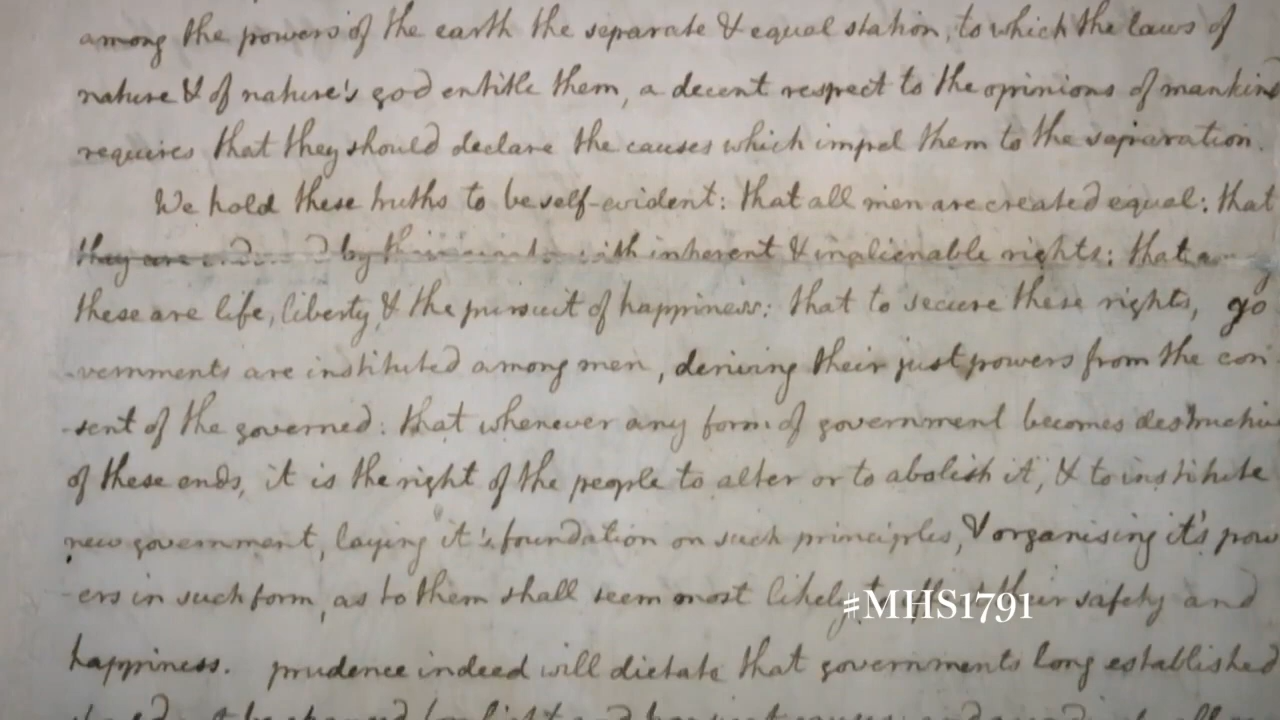 among the powers of the earth the separate & equal station, to which the laws of
nature & of nature's god entitle them, a decent respect to the opinions of mankind
requires that they should declare the causes which impel them to the separation.
We hold these truths to be self-evident: that all men are created equal: that
they are by their with inherent & inalienable rights: that
these are life, liberty, & the pursuit of happiness: that to secure these rights, go
-vernments are instituted among men, deriving their just powers from the con
-sent of the governed: that whenever any form of government becomes destructive
of these ends, it is the right of the people to alter or to abolish it, & to institute
new government, laying it's foundation on such principles, & organising it's pow
-ers in such form, as to them shall seem most likely their safety and
#MHS1791
happiness. prudence indeed will dictate that governments long established